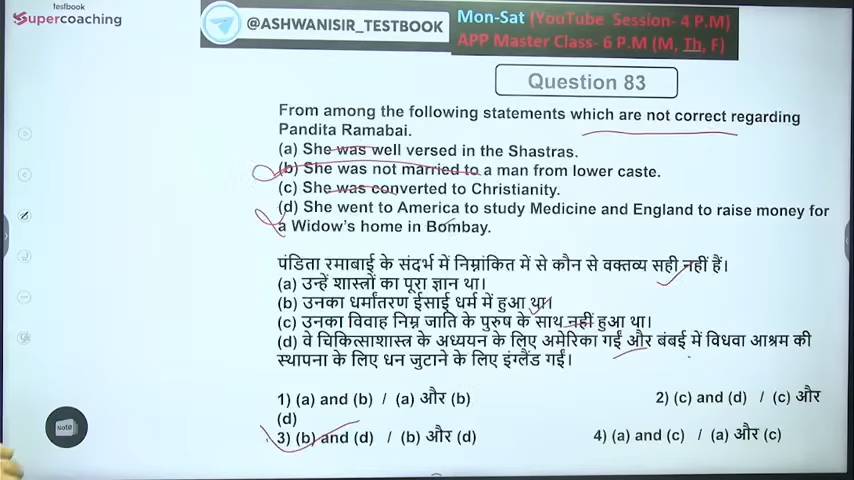 testbook
Supercoaching
@ASHWANISIR_TESTBOOK
Mon-Sat (YouTube Session- 4 P.M)
APP Master Class- 6 P.M (M, Th, F)
Question 83
From among the following statements which are not correct regarding
Pandita Ramabai.
(a) She was well versed in the Shastras.
(b) She was not married to a man from lower caste.
(c) She was converted to Christianity.
(d) She went to America to study Medicine and England to raise money for
a Widow's home in Bombay.
पंडिता रमाबाई के संदर्भ में निम्नांकित में से कौन से वक्तव्य सही नहीं हैं।
(a) उन्हें शास्त्रों का पूरा ज्ञान था।
(b) उनका धर्मांतरण ईसाई धर्म में हुआ था।
(c) उनका विवाह निम्न जाति के पुरुष के साथ नहीं हुआ था।
(d) वे चिकित्साशास्त्र के अध्ययन के लिए अमेरिका गईं और बंबई में विधवा आश्रम की
स्थापना के लिए धन जुटाने के लिए इंग्लैंड गईं।
1) (a) and (b) / (a) और (b) 2) (c) and (d) / (c) और
(d)
3) (b) and (d) / (b) और (d) 4) (a) and (c) / (a) और (c)
Note